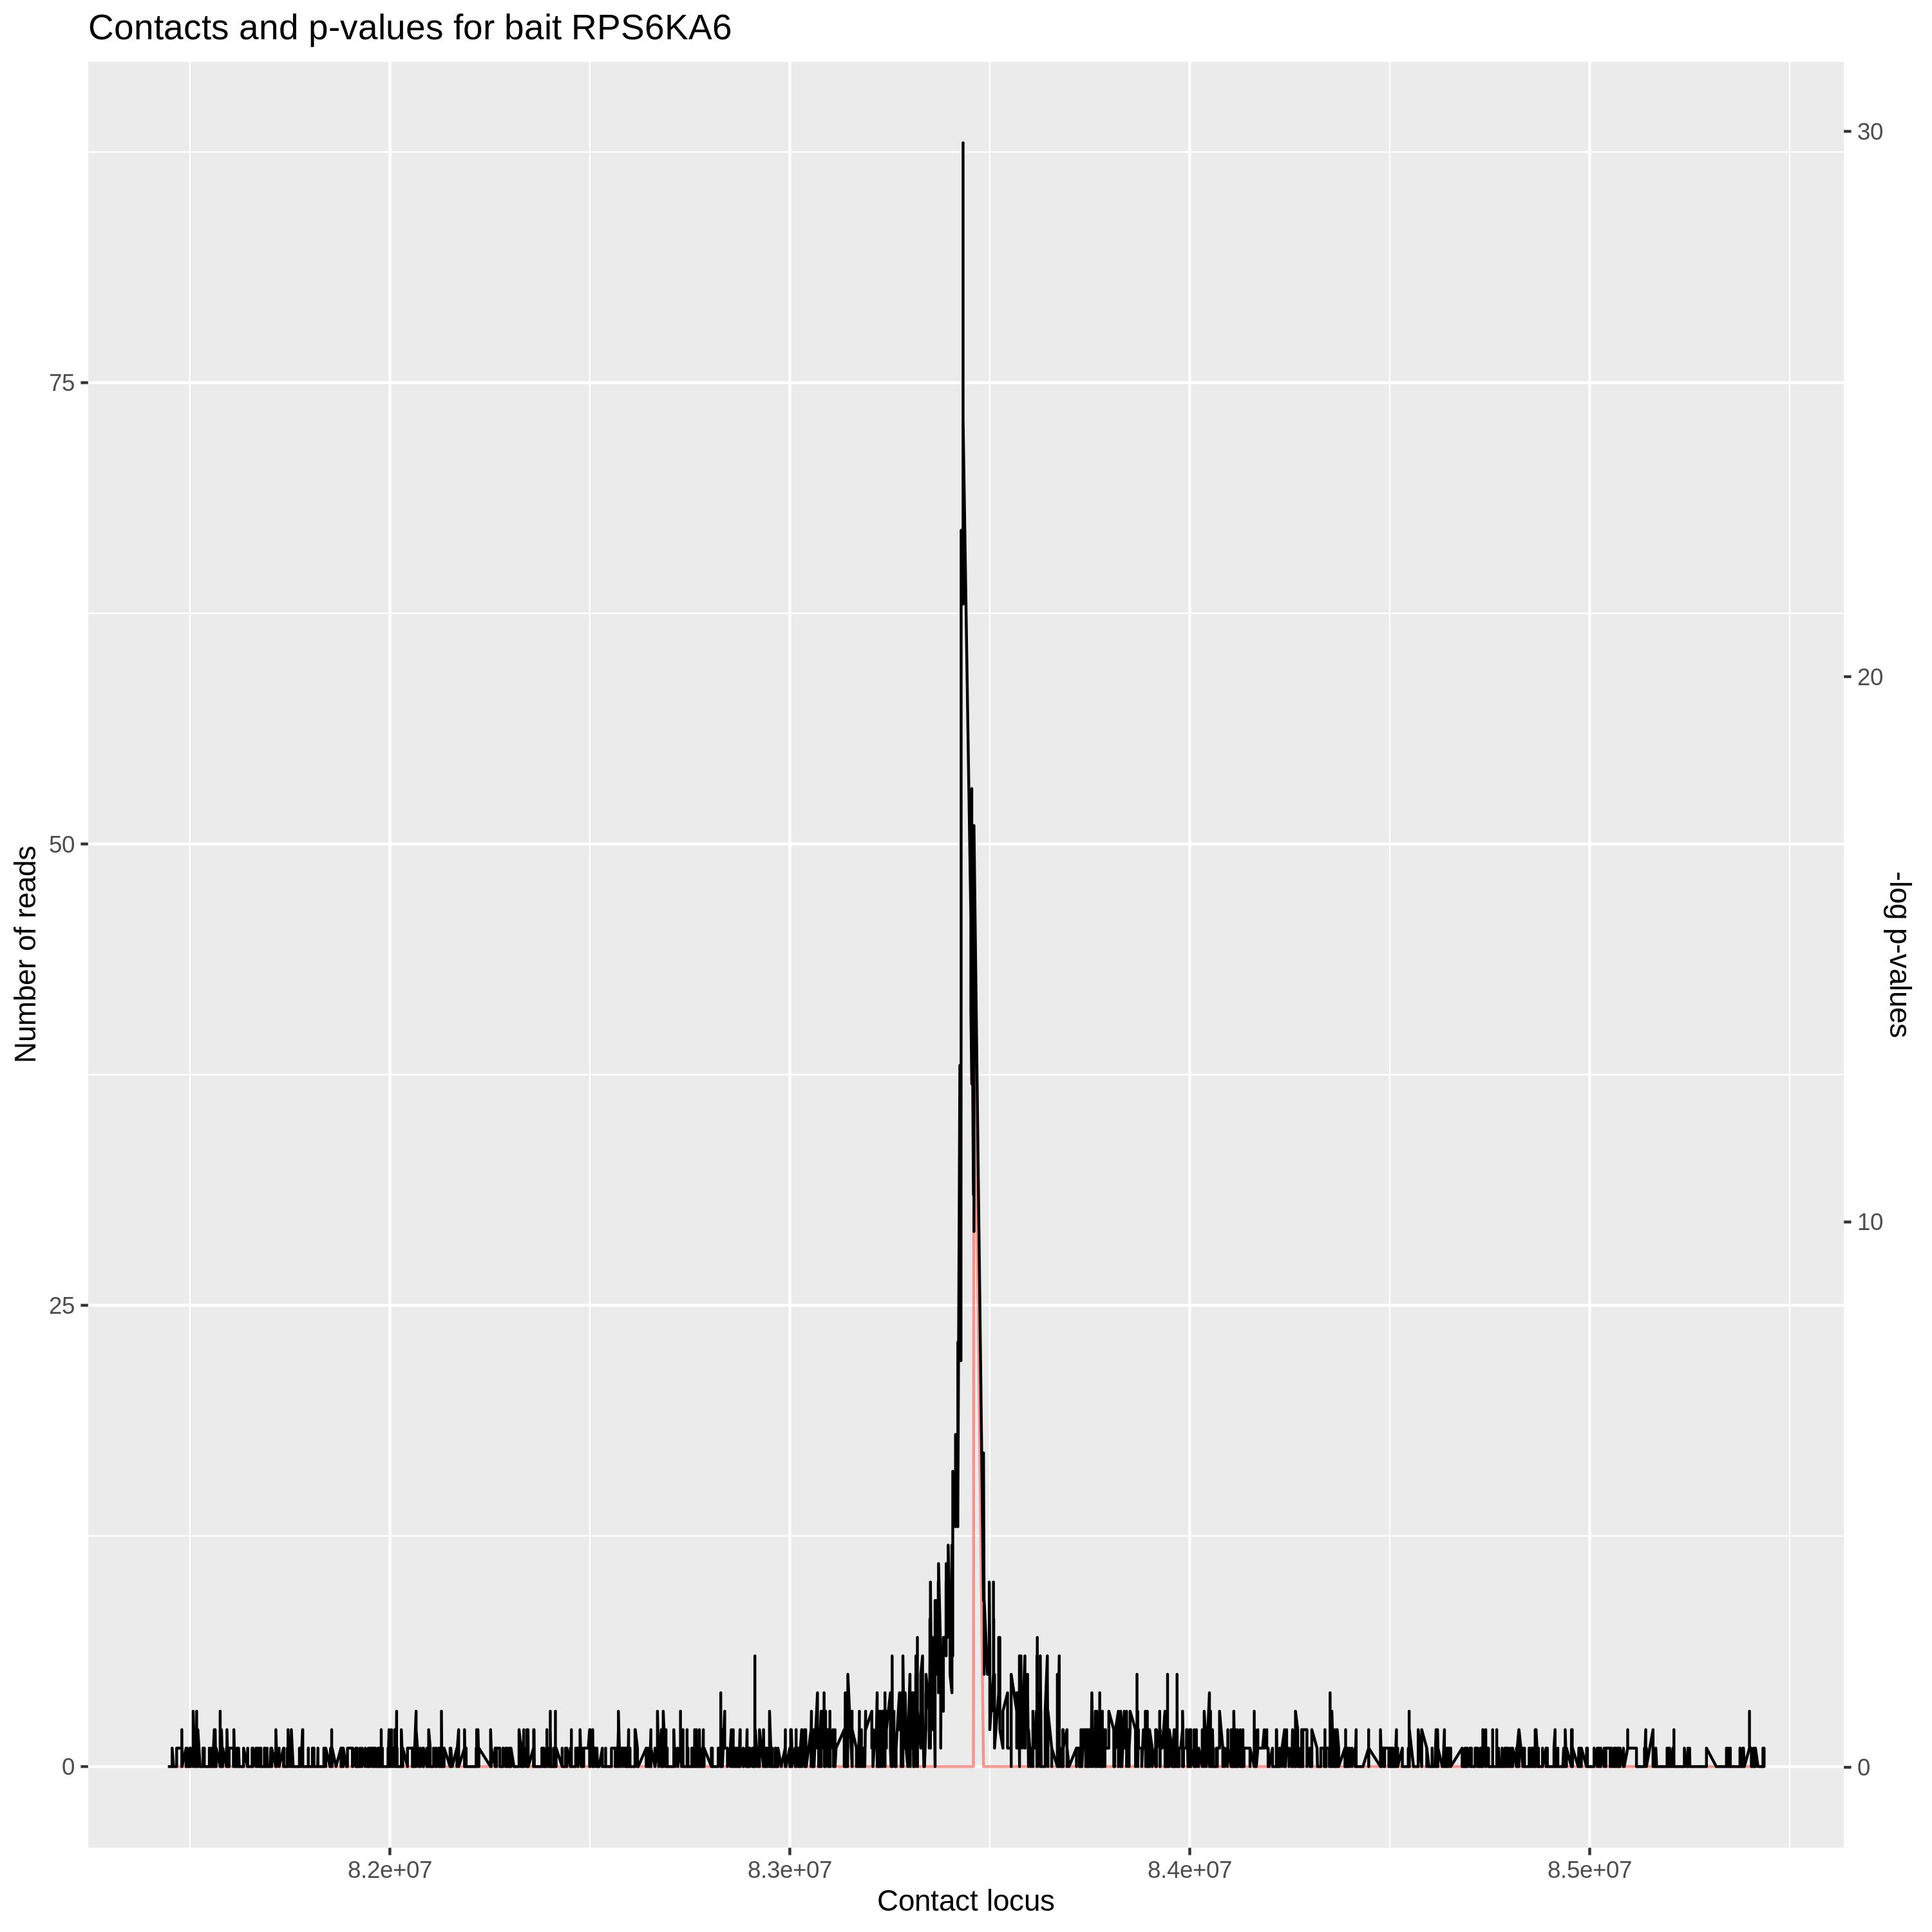 Contacts and p-values for bait RPS6KA6
30
75
20
50
Number of reads
-log p-values
10
25
0
0
8.2e+07 8.3e+07 8.4e+07 8.5e+07
Contact locus